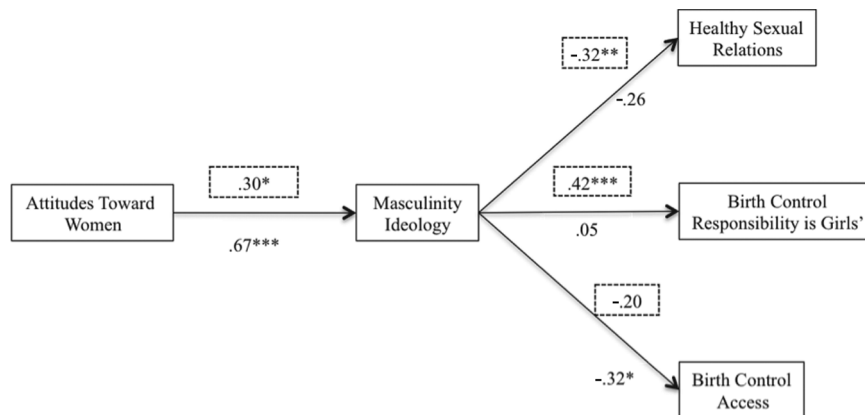 Healthy Sexual
Relations
-.32**
-.26
Attitudes Toward
Women
.30*
.67***
Masculinity
Ideology
.42***
.05
Birth Control
Responsibility is Girls’
-.20
-.32*
Birth Control
Access